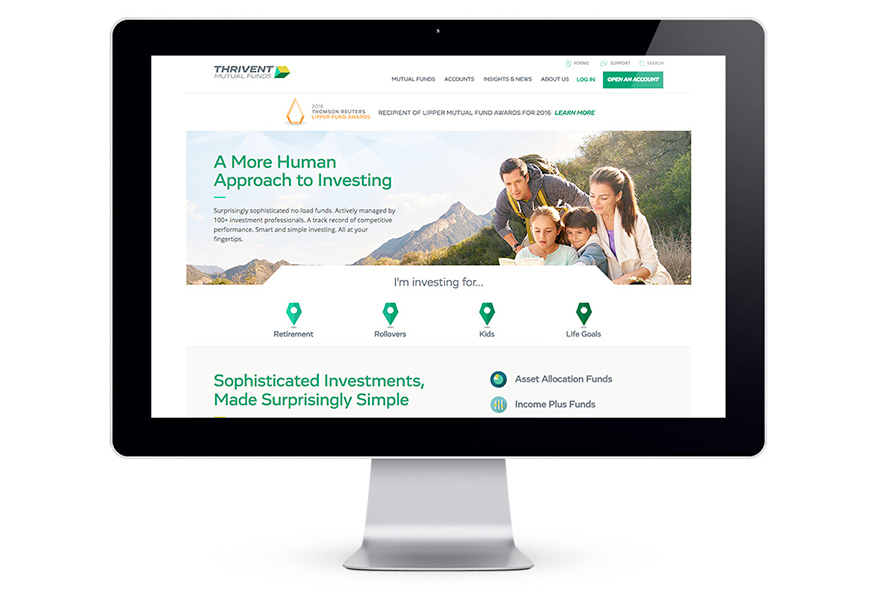 FORMS SUPPORT SEARCH
THRIVENT
MUTUAL FUNDS
MUTUAL FUNDS ACCOUNTS INSIGHTS & NEWS ABOUT US LOG IN OPEN AN ACCOUNT
2016
THOMSON REUTERS
LIPPER FUND AWARDS
RECIPIENT OF LIPPER MUTUAL FUND AWARDS FOR 2016 LEARN MORE
A More Human
Approach to Investing
Surprisingly sophisticated no-load funds. Actively managed by
100+ investment professionals. A track record of competitive
performance. Smart and simple investing. All at your
fingertips.
I'm investing for...
Retirement Rollovers Kids Life Goals
Sophisticated Investments,
Made Surprisingly Simple
Asset Allocation Funds
Income Plus Funds